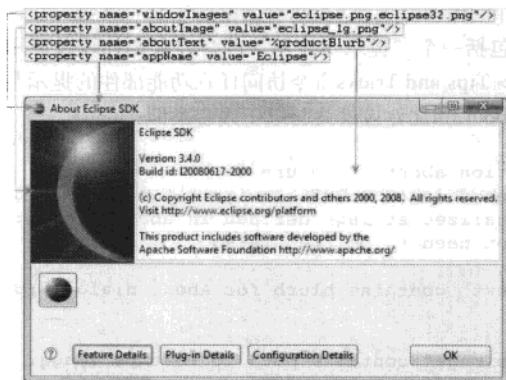 <property name="windowImages" value="eclipse.png.eclipse32.png"/>
<property name="aboutImage" value="eclipse_lg.png"/>
<property name="aboutText" value="%productBlurb"/>
<property name="appName" value="Eclipse"/>
About Eclipse SDK
Eclipse SDK
Version: 3.4.0
Build id: I20080617-2000
(c) Copyright Eclipse contributors and others 2000, 2008. All rights reserved.
Visit http://www.eclipse.org/platform
This product includes software developed by the
Apache Software Foundation http://www.apache.org/
Feature Details
Plug-in Details
Configuration Details
OK